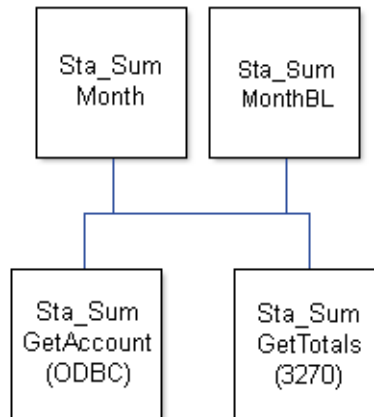 Sta_Sum
Month
Sta_Sum
MonthBL
Sta_Sum
GetAccount
(ODBC)
Sta_Sum
GetTotals
(3270)